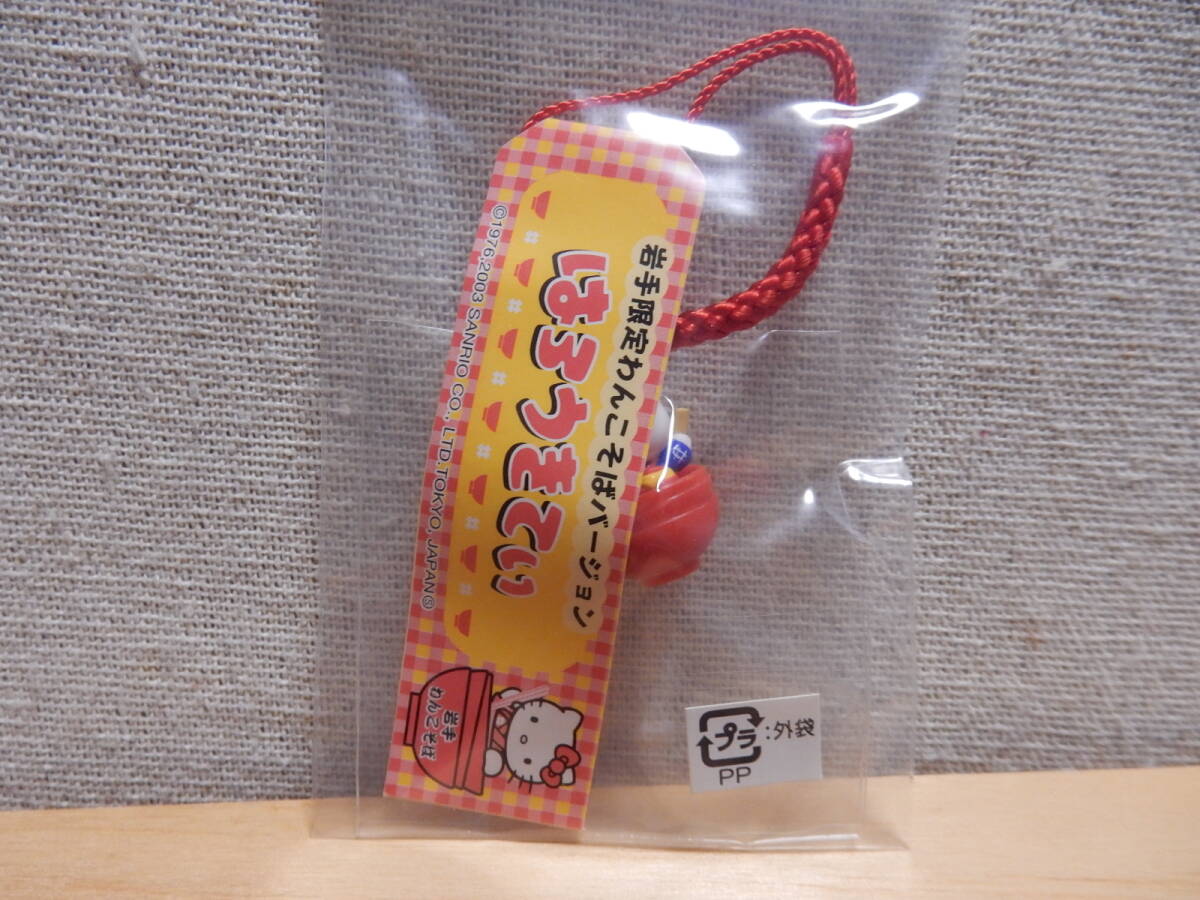 岩手限定わんこそばバージョン
はろうきてぃ
©1976,2003 SANRIO CO., LTD.TOKYO, JAPAN Ⓢ
岩手
わんこそば
外袋:
プラ
PP